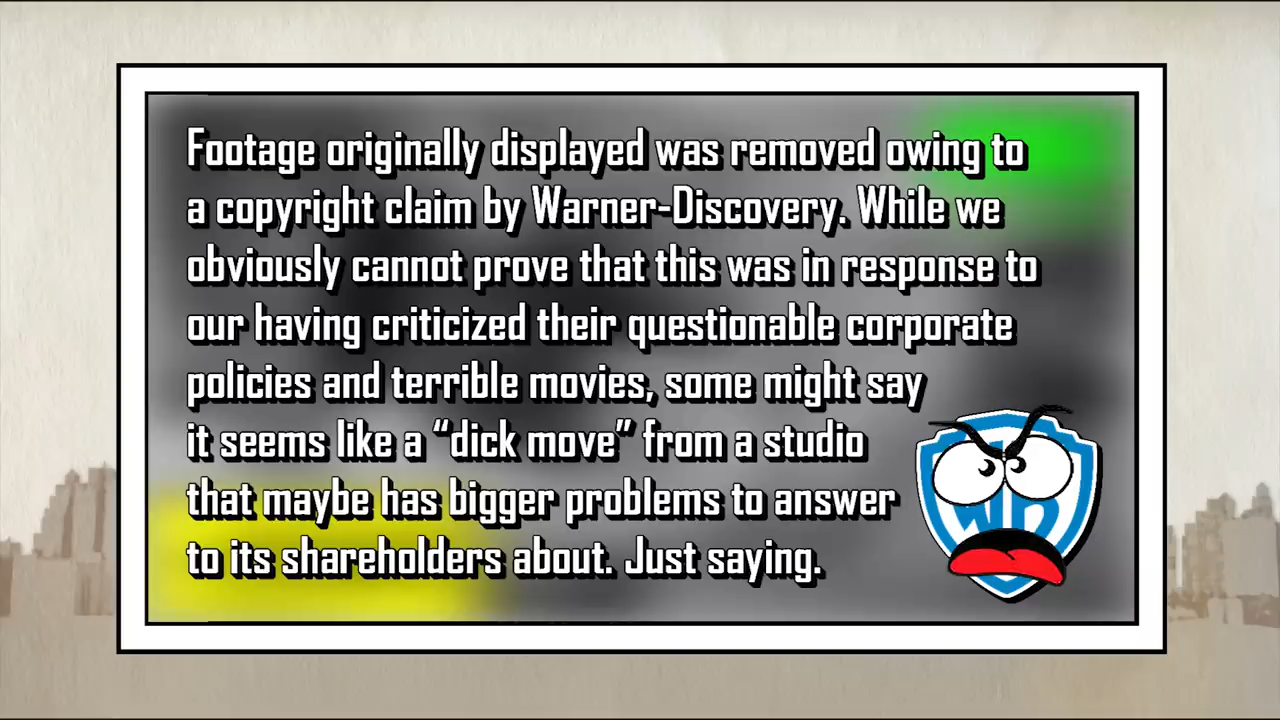 Footage originally displayed was removed owing to
a copyright claim by Warner-Discovery. While we
obviously cannot prove that this was in response to
our having criticized their questionable corporate
policies and terrible movies, some might say
it seems like a “dick move” from a studio
that maybe has bigger problems to answer
to its shareholders about. Just saying.